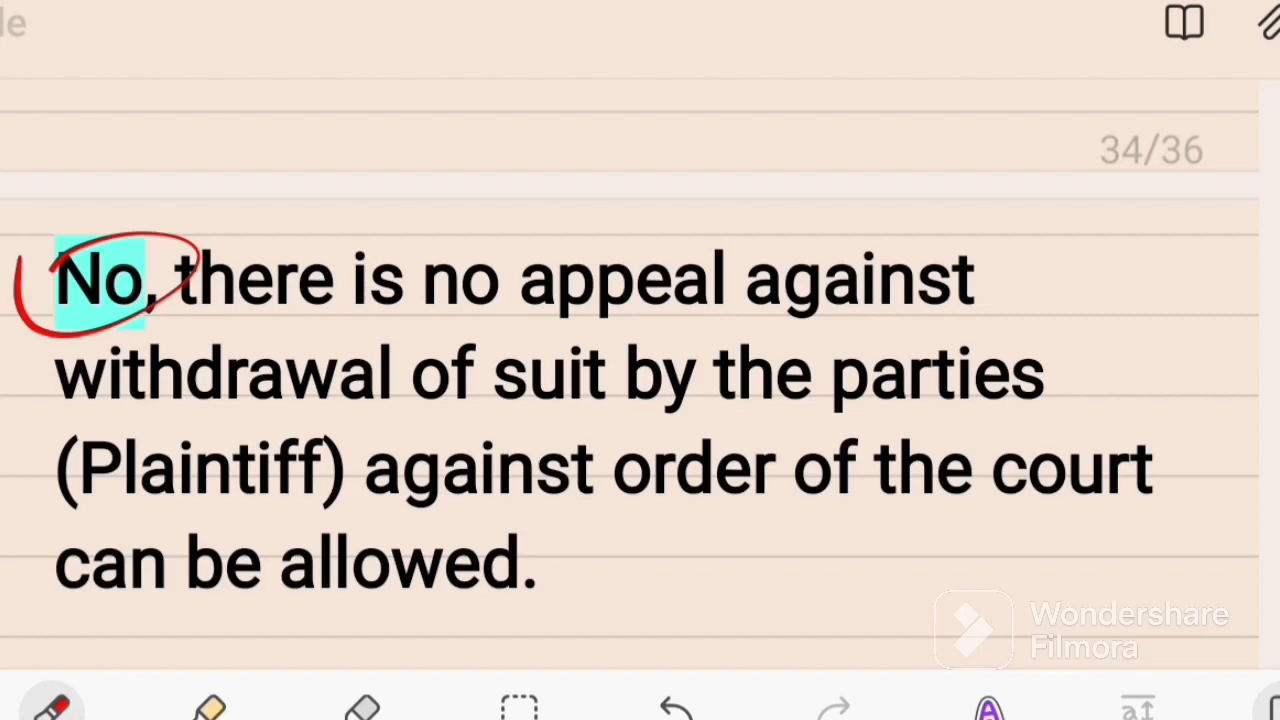 le
34/36
No, there is no appeal against
withdrawal of suit by the parties
(Plaintiff) against order of the court
can be allowed.
Wondershare
Filmora
A
a